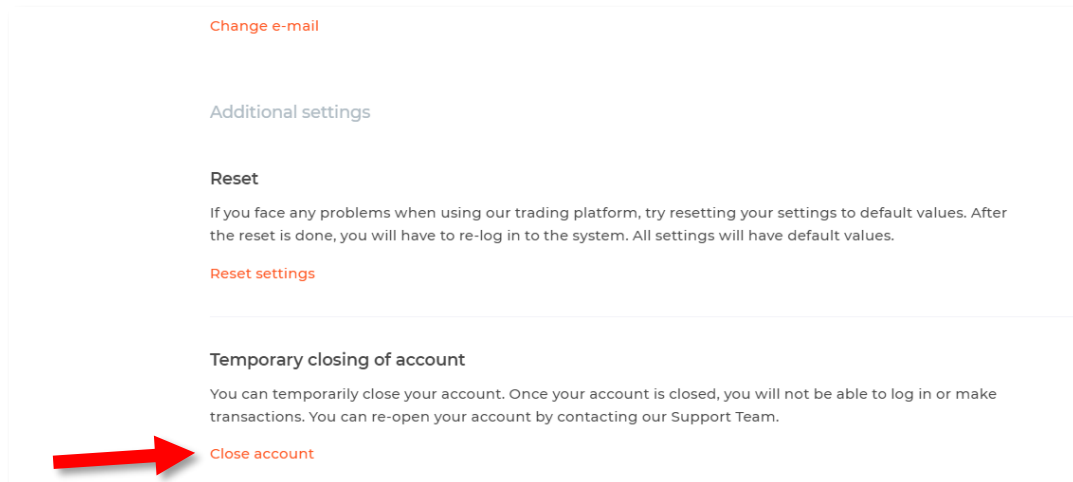 Change e-mail
Additional settings
Reset
If you face any problems when using our trading platform, try resetting your settings to default values. After
the reset is done, you will have to re-log in to the system. All settings will have default values.
Reset settings
Temporary closing of account
You can temporarily close your account. Once your account is closed, you will not be able to log in or make
transactions. You can re-open your account by contacting our Support Team.
Close account